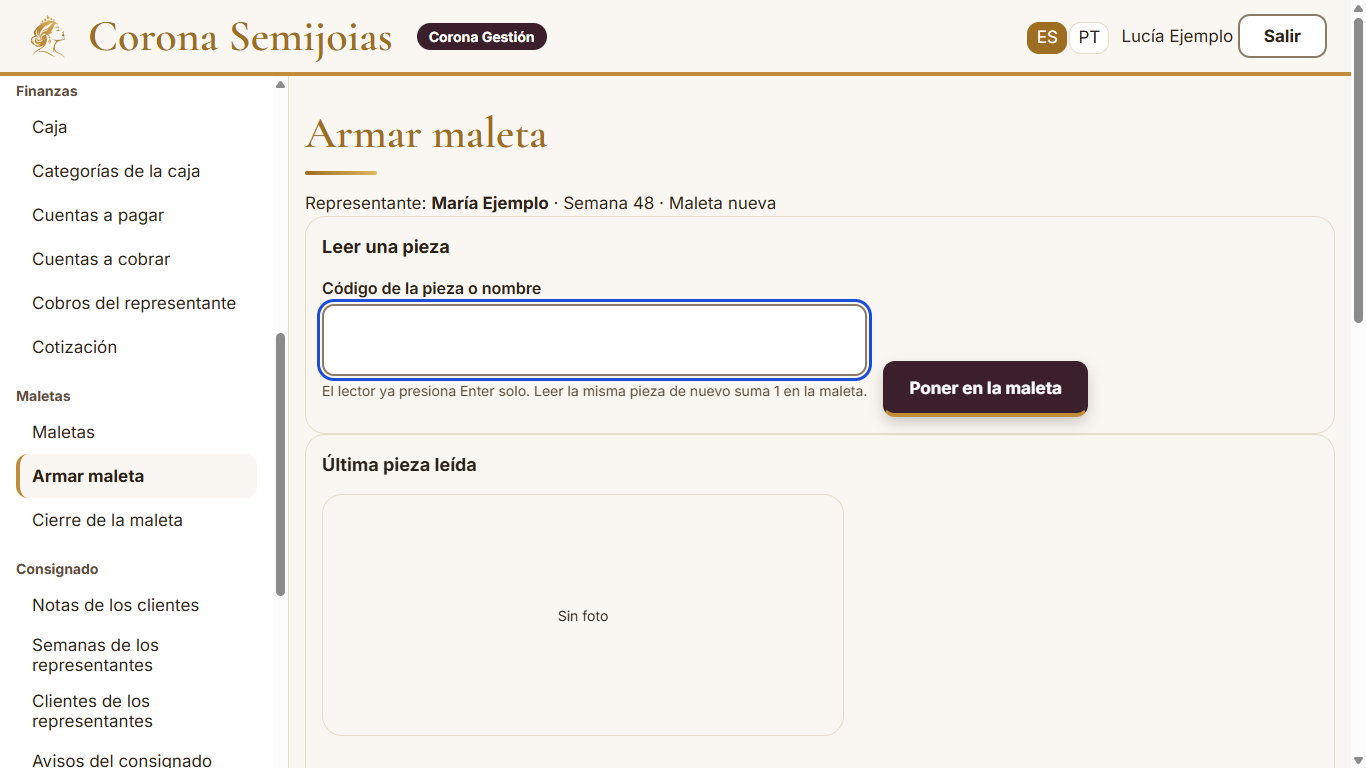 Corona Semijoias
Corona Gestión
ES
PT
Lucía Ejemplo
Salir
Finanzas
Caja
Categorías de la caja
Cuentas a pagar
Cuentas a cobrar
Cobros del representante
Cotización
Maletas
Maletas
Armar maleta
Cierre de la maleta
Consignado
Notas de los clientes
Semanas de los
representantes
Clientes de los
representantes
Avisos del consignado
Armar maleta
Representante: María Ejemplo · Semana 48 · Maleta nueva
Leer una pieza
Código de la pieza o nombre
El lector ya presiona Enter solo. Leer la misma pieza de nuevo suma 1 en la maleta.
Poner en la maleta
Última pieza leída
Sin foto